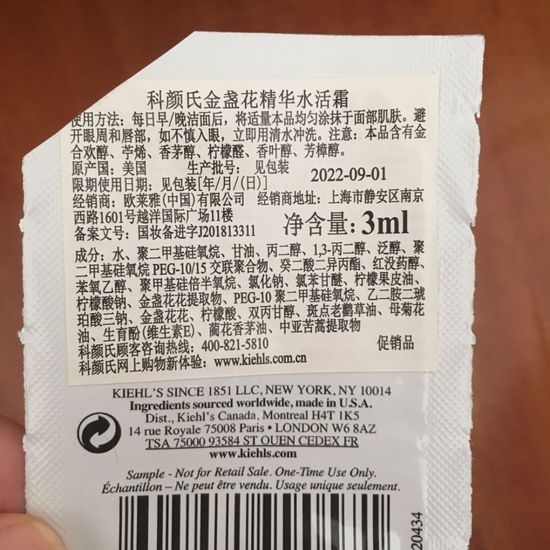 科颜氏金盏花精华水活霜
使用方法：每日早/晚洁面后，将适量本品均匀涂抹于面部肌肤。避
开眼周和唇部，如不慎入眼，立即用清水冲洗。注意：本品含有金
合欢醇、苧烯、香茅醇、柠檬醛、香叶醇、芳樟醇。
原产国：美国 生产批号：见包装 2022-09-01
限期使用日期：见包装[年/月/(日)]
经销商：欧莱雅(中国)有限公司 经销商地址：上海市静安区南京
西路1601号越洋国际广场11楼 净含量：3ml
备案文号：国妆备进字J201813311
成分：水、聚二甲基硅氧烷、甘油、丙二醇、1,3-丙二醇、泛醇、聚
二甲基硅氧烷 PEG-10/15 交联聚合物、癸二酸二异丙酯、红没药醇、
苯氧乙醇、聚甲基硅倍半氧烷、氯化钠、氯苯甘醚、柠檬果皮油、
柠檬酸钠、金盏花花提取物、PEG-10 聚二甲基硅氧烷、乙二胺二琥
珀酸三钠、金盏花花、柠檬酸、双丙甘醇、斑点老鹳草油、母菊花
油、生育酚(维生素E)、蔺花香茅油、中亚苦蒿提取物
科颜氏顾客咨询热线：400-821-5810 促销品
科颜氏网上购物新体验：www.kiehls.com.cn
KIEHL'S SINCE 1851 LLC, NEW YORK, NY 10014
Ingredients sourced worldwide, made in U.S.A.
Dist., Kiehl's Canada, Montreal H4T 1K5
14 rue Royale 75008 Paris • LONDON W6 8AZ
TSA 75000 93584 ST OUEN CEDEX FR
www.kiehls.com
Sample - Not for Retail Sale. One-Time Use Only.
Échantillon – Ne peut être vendu. Usage unique seulement.
20434